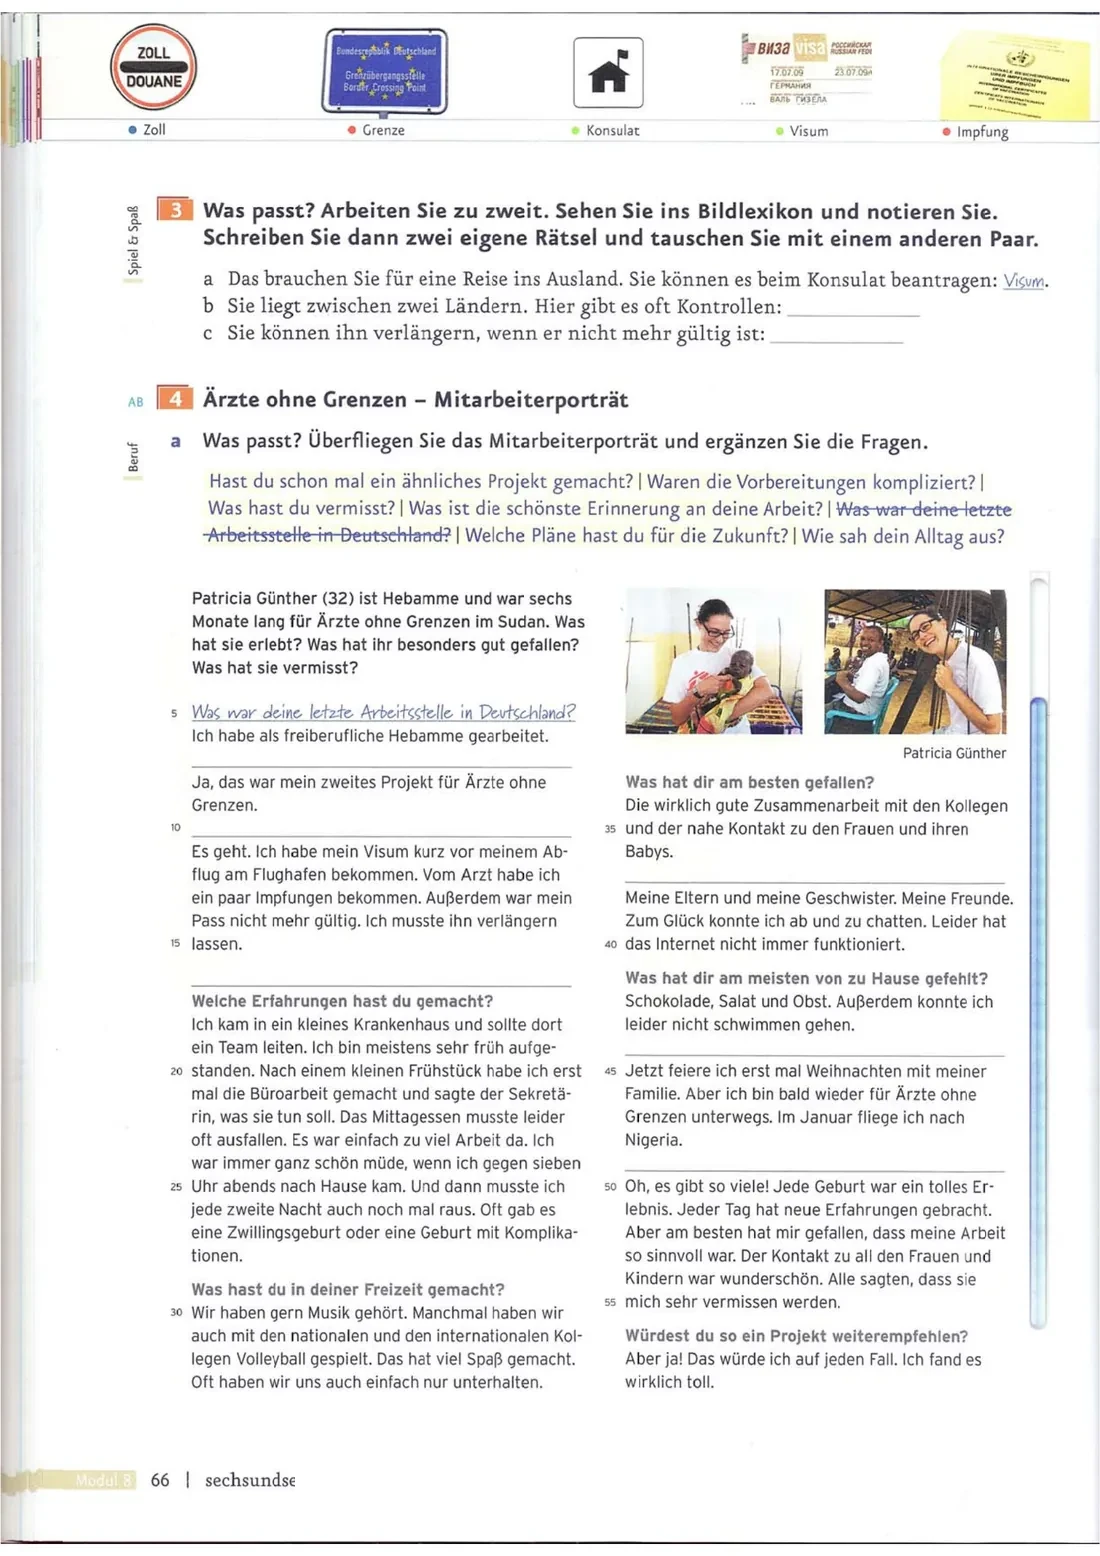 ZOLL
DOUANE
Bundesrepublik Deutschland
Grenzübergangsstelle
Border Crossing Point
ВИЗА visa РОССИЙСКАЯ
RUSSIAN FEDE
17.07.09 23.07.09
ГЕРМАНИЯ
ВАЛЬ ГИЗЕЛА
Zoll
Grenze
Konsulat
Visum
Impfung
Spiel & Spaß
3 Was passt? Arbeiten Sie zu zweit. Sehen Sie ins Bildlexikon und notieren Sie.
Schreiben Sie dann zwei eigene Rätsel und tauschen Sie mit einem anderen Paar.
a Das brauchen Sie für eine Reise ins Ausland. Sie können es beim Konsulat beantragen: Visum.
b Sie liegt zwischen zwei Ländern. Hier gibt es oft Kontrollen:
c Sie können ihn verlängern, wenn er nicht mehr gültig ist:
AB 4 Ärzte ohne Grenzen – Mitarbeiterporträt
Beruf
a Was passt? Überfliegen Sie das Mitarbeiterporträt und ergänzen Sie die Fragen.
Hast du schon mal ein ähnliches Projekt gemacht? | Waren die Vorbereitungen kompliziert? |
Was hast du vermisst? | Was ist die schönste Erinnerung an deine Arbeit? | Was war deine letzte
Arbeitsstelle in Deutschland? | Welche Pläne hast du für die Zukunft? | Wie sah dein Alltag aus?
Patricia Günther (32) ist Hebamme und war sechs
Monate lang für Ärzte ohne Grenzen im Sudan. Was
hat sie erlebt? Was hat ihr besonders gut gefallen?
Was hat sie vermisst?
5 Was war deine letzte Arbeitsstelle in Deutschland?
Ich habe als freiberufliche Hebamme gearbeitet.
Ja, das war mein zweites Projekt für Ärzte ohne
Grenzen.
10
Es geht. Ich habe mein Visum kurz vor meinem Ab-
flug am Flughafen bekommen. Vom Arzt habe ich
ein paar Impfungen bekommen. Außerdem war mein
Pass nicht mehr gültig. Ich musste ihn verlängern
15 lassen.
Welche Erfahrungen hast du gemacht?
Ich kam in ein kleines Krankenhaus und sollte dort
ein Team leiten. Ich bin meistens sehr früh aufge-
20 standen. Nach einem kleinen Frühstück habe ich erst
mal die Büroarbeit gemacht und sagte der Sekretä-
rin, was sie tun soll. Das Mittagessen musste leider
oft ausfallen. Es war einfach zu viel Arbeit da. Ich
war immer ganz schön müde, wenn ich gegen sieben
25 Uhr abends nach Hause kam. Und dann musste ich
jede zweite Nacht auch noch mal raus. Oft gab es
eine Zwillingsgeburt oder eine Geburt mit Komplika-
tionen.
Was hast du in deiner Freizeit gemacht?
30 Wir haben gern Musik gehört. Manchmal haben wir
auch mit den nationalen und den internationalen Kol-
legen Volleyball gespielt. Das hat viel Spaß gemacht.
Oft haben wir uns auch einfach nur unterhalten.
Patricia Günther
Was hat dir am besten gefallen?
Die wirklich gute Zusammenarbeit mit den Kollegen
35 und der nahe Kontakt zu den Frauen und ihren
Babys.
Meine Eltern und meine Geschwister. Meine Freunde.
Zum Glück konnte ich ab und zu chatten. Leider hat
40 das Internet nicht immer funktioniert.
Was hat dir am meisten von zu Hause gefehlt?
Schokolade, Salat und Obst. Außerdem konnte ich
leider nicht schwimmen gehen.
45 Jetzt feiere ich erst mal Weihnachten mit meiner
Familie. Aber ich bin bald wieder für Ärzte ohne
Grenzen unterwegs. Im Januar fliege ich nach
Nigeria.
50 Oh, es gibt so viele! Jede Geburt war ein tolles Er-
lebnis. Jeder Tag hat neue Erfahrungen gebracht.
Aber am besten hat mir gefallen, dass meine Arbeit
so sinnvoll war. Der Kontakt zu all den Frauen und
Kindern war wunderschön. Alle sagten, dass sie
55 mich sehr vermissen werden.
Würdest du so ein Projekt weiterempfehlen?
Aber ja! Das würde ich auf jeden Fall. Ich fand es
wirklich toll.
Modul 8 66 | sechsundse